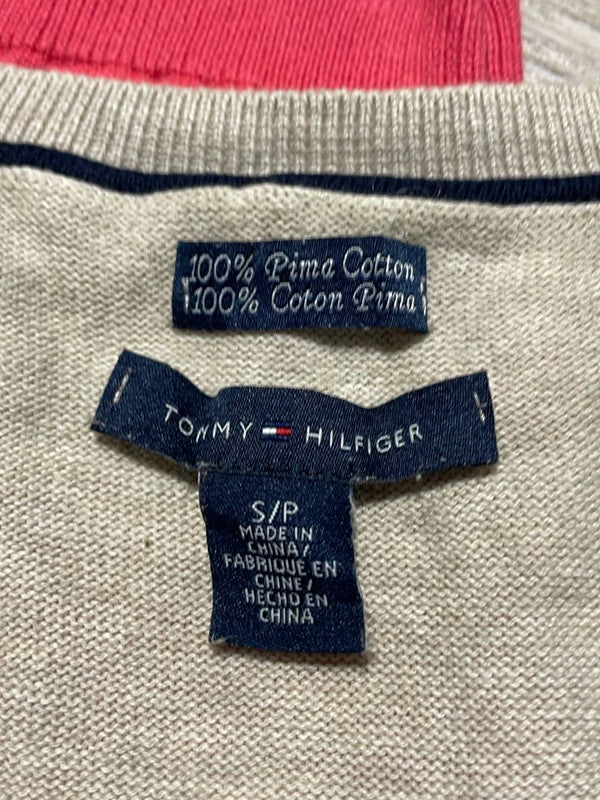 100% Pima Cotton
100% Coton Pima
TOMMY HILFIGER
S/P
MADE IN
CHINA/
FABRIQUE EN
CHINE/
HECHO EN
CHINA